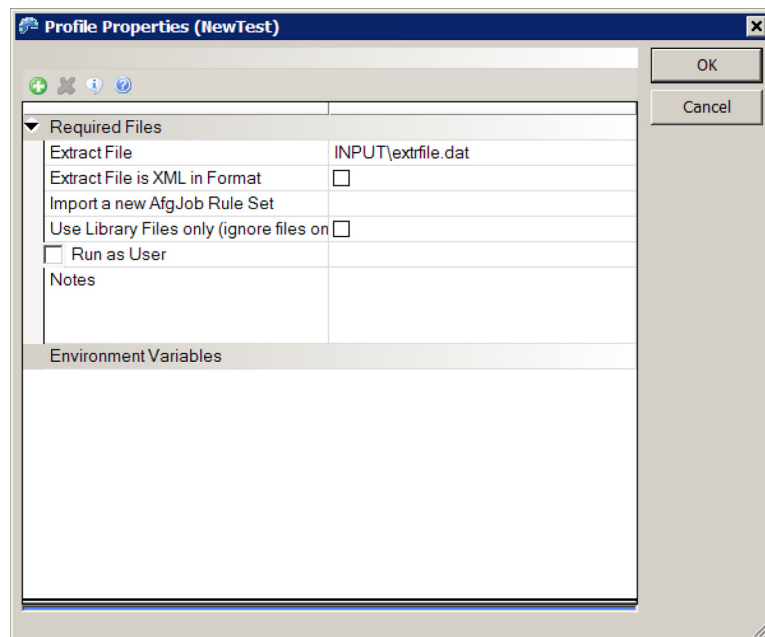 Profile Properties (NewTest)
OK
Cancel
Required Files
Extract File INPUT\extrfile.dat
Extract File is XML in Format
Import a new AfgJob Rule Set
Use Library Files only (ignore files on
Run as User
Notes
Environment Variables